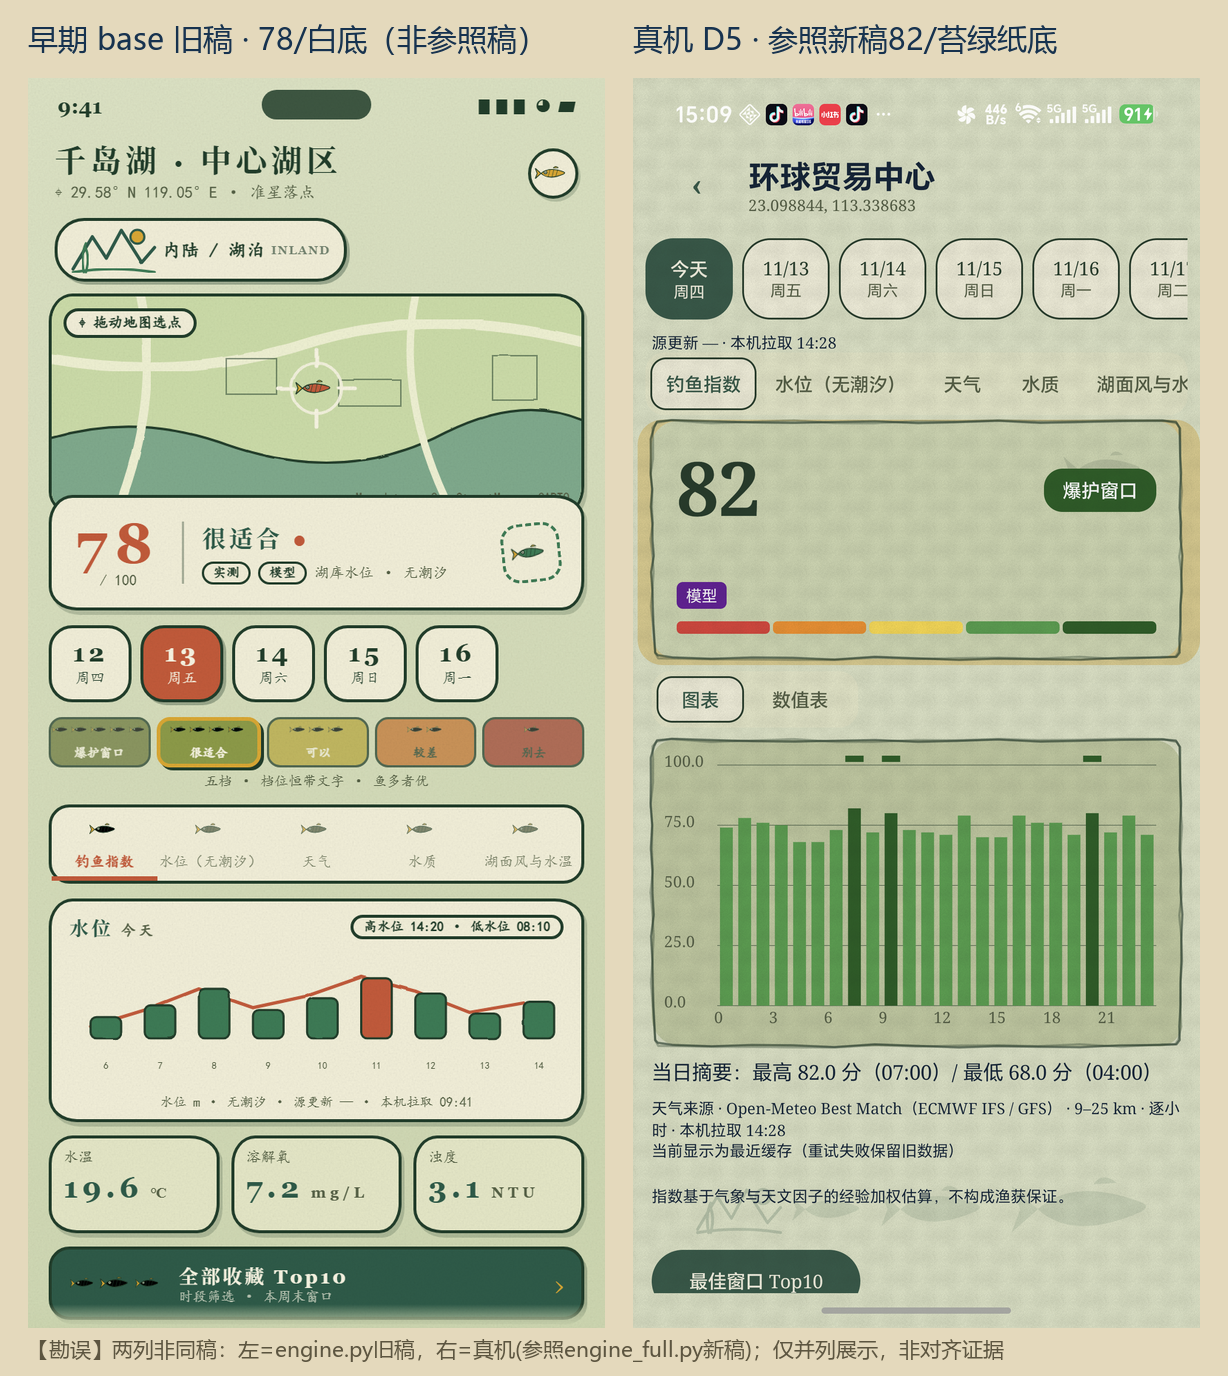 早期 base 旧稿 · 78/白底（非参照稿）
9:41
千岛湖 · 中心湖区
⌖ 29.58° N 119.05° E • 准星落点
内陆 / 湖泊 INLAND
⌖ 拖动地图选点
78
/ 100
很适合
实测 模型 湖库水位 • 无潮汐
12 13 14 15 16
周四 周五 周六 周日 周一
爆护窗口 很适合 可以 较差 别去
五档 • 档位恒带文字 • 鱼多者优
钓鱼指数 水位（无潮汐） 天气 水质 湖面风与水温
水位 今天
高水位 14:20 • 低水位 08:10
6 7 8 9 10 11 12 13 14
水位 m • 无潮汐 • 源更新 — • 本机拉取 09:41
水温 溶解氧 浊度
19.6 ℃ 7.2 mg/L 3.1 NTU
全部收藏 Top10
时段筛选 • 本周末窗口
真机 D5 · 参照新稿82/苔绿纸底
15:09 ··· 446 B/s 6 5G 5G 91
环球贸易中心
23.098844, 113.338683
今天 11/13 11/14 11/15 11/16 11/1
周四 周五 周六 周日 周一 周二
源更新 — · 本机拉取 14:28
钓鱼指数 水位（无潮汐） 天气 水质 湖面风与水
82
爆护窗口
模型
图表 数值表
100.0
75.0
50.0
25.0
0.0
0 3 6 9 12 15 18 21
当日摘要：最高 82.0 分（07:00）/ 最低 68.0 分（04:00）
天气来源 · Open-Meteo Best Match（ECMWF IFS / GFS） · 9–25 km · 逐小
时 · 本机拉取 14:28
当前显示为最近缓存（重试失败保留旧数据）
指数基于气象与天文因子的经验加权估算，不构成渔获保证。
最佳窗口 Top10
【勘误】两列非同稿：左=engine.py旧稿，右=真机(参照engine_full.py新稿)；仅并列展示，非对齐证据